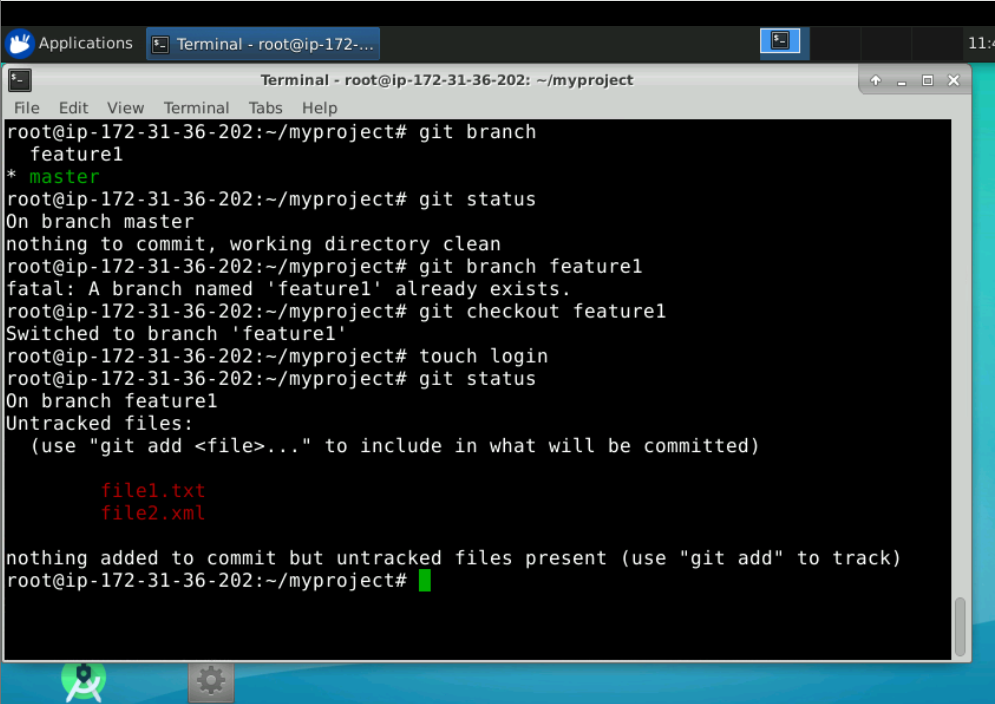 Applications
Terminal - root@ip-172-...
Terminal - root@ip-172-31-36-202: ~/myproject
File Edit View Terminal Tabs Help
root@ip-172-31-36-202:~/myproject# git branch
  feature1
* master
root@ip-172-31-36-202:~/myproject# git status
On branch master
nothing to commit, working directory clean
root@ip-172-31-36-202:~/myproject# git branch feature1
fatal: A branch named 'feature1' already exists.
root@ip-172-31-36-202:~/myproject# git checkout feature1
Switched to branch 'feature1'
root@ip-172-31-36-202:~/myproject# touch login
root@ip-172-31-36-202:~/myproject# git status
On branch feature1
Untracked files:
  (use "git add <file>..." to include in what will be committed)
        file1.txt
        file2.xml
nothing added to commit but untracked files present (use "git add" to track)
root@ip-172-31-36-202:~/myproject#